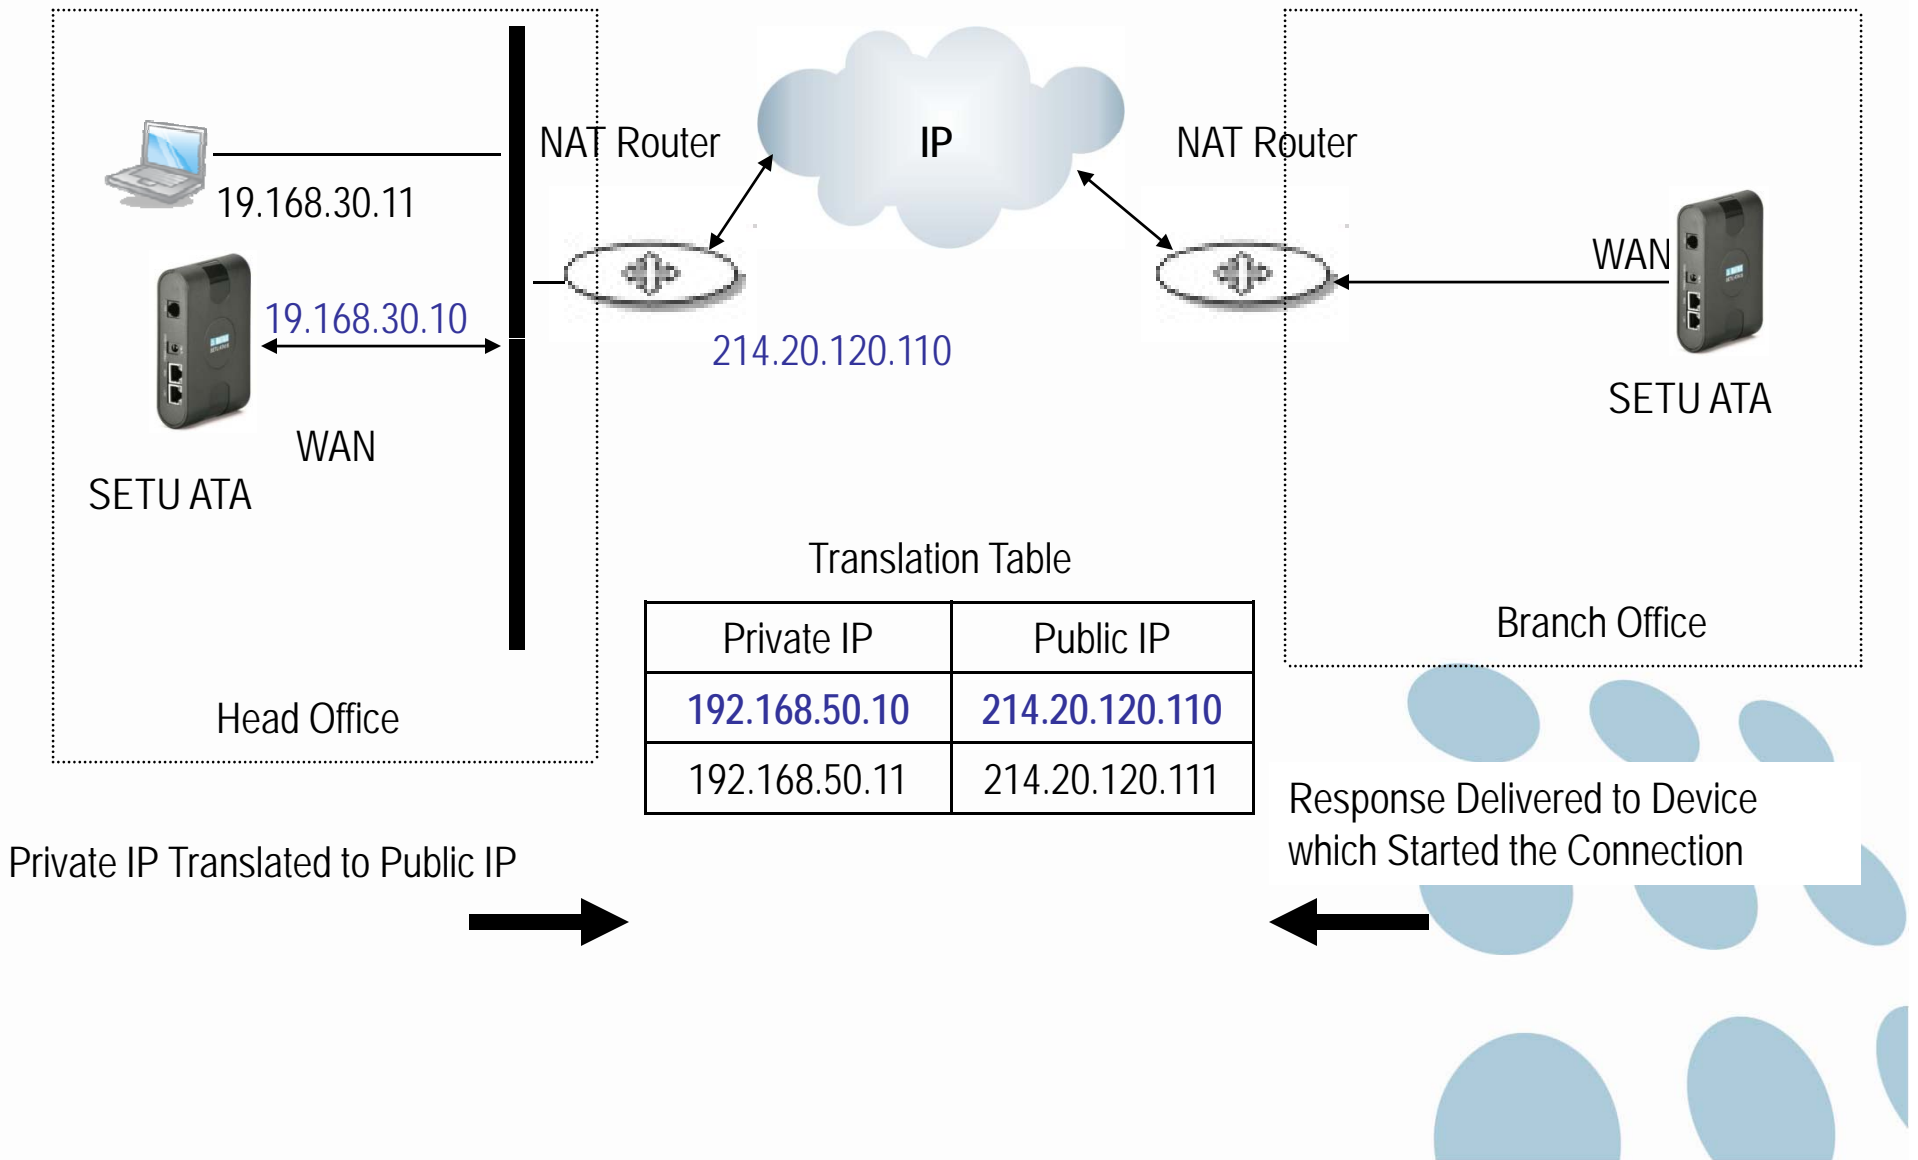 NAT Router
IP
NAT Router
19.168.30.11
WAN
19.168.30.10
214.20.120.110
SETU ATA
WAN
SETU ATA
Translation Table
Private IP
Public IP
192.168.50.10
214.20.120.110
192.168.50.11
214.20.120.111
Branch Office
Head Office
Response Delivered to Device
which Started the Connection
Private IP Translated to Public IP